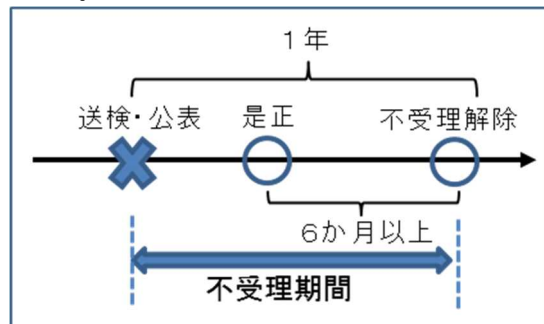 1年
送検・公表 是正 不受理解除
6か月以上
不受理期間